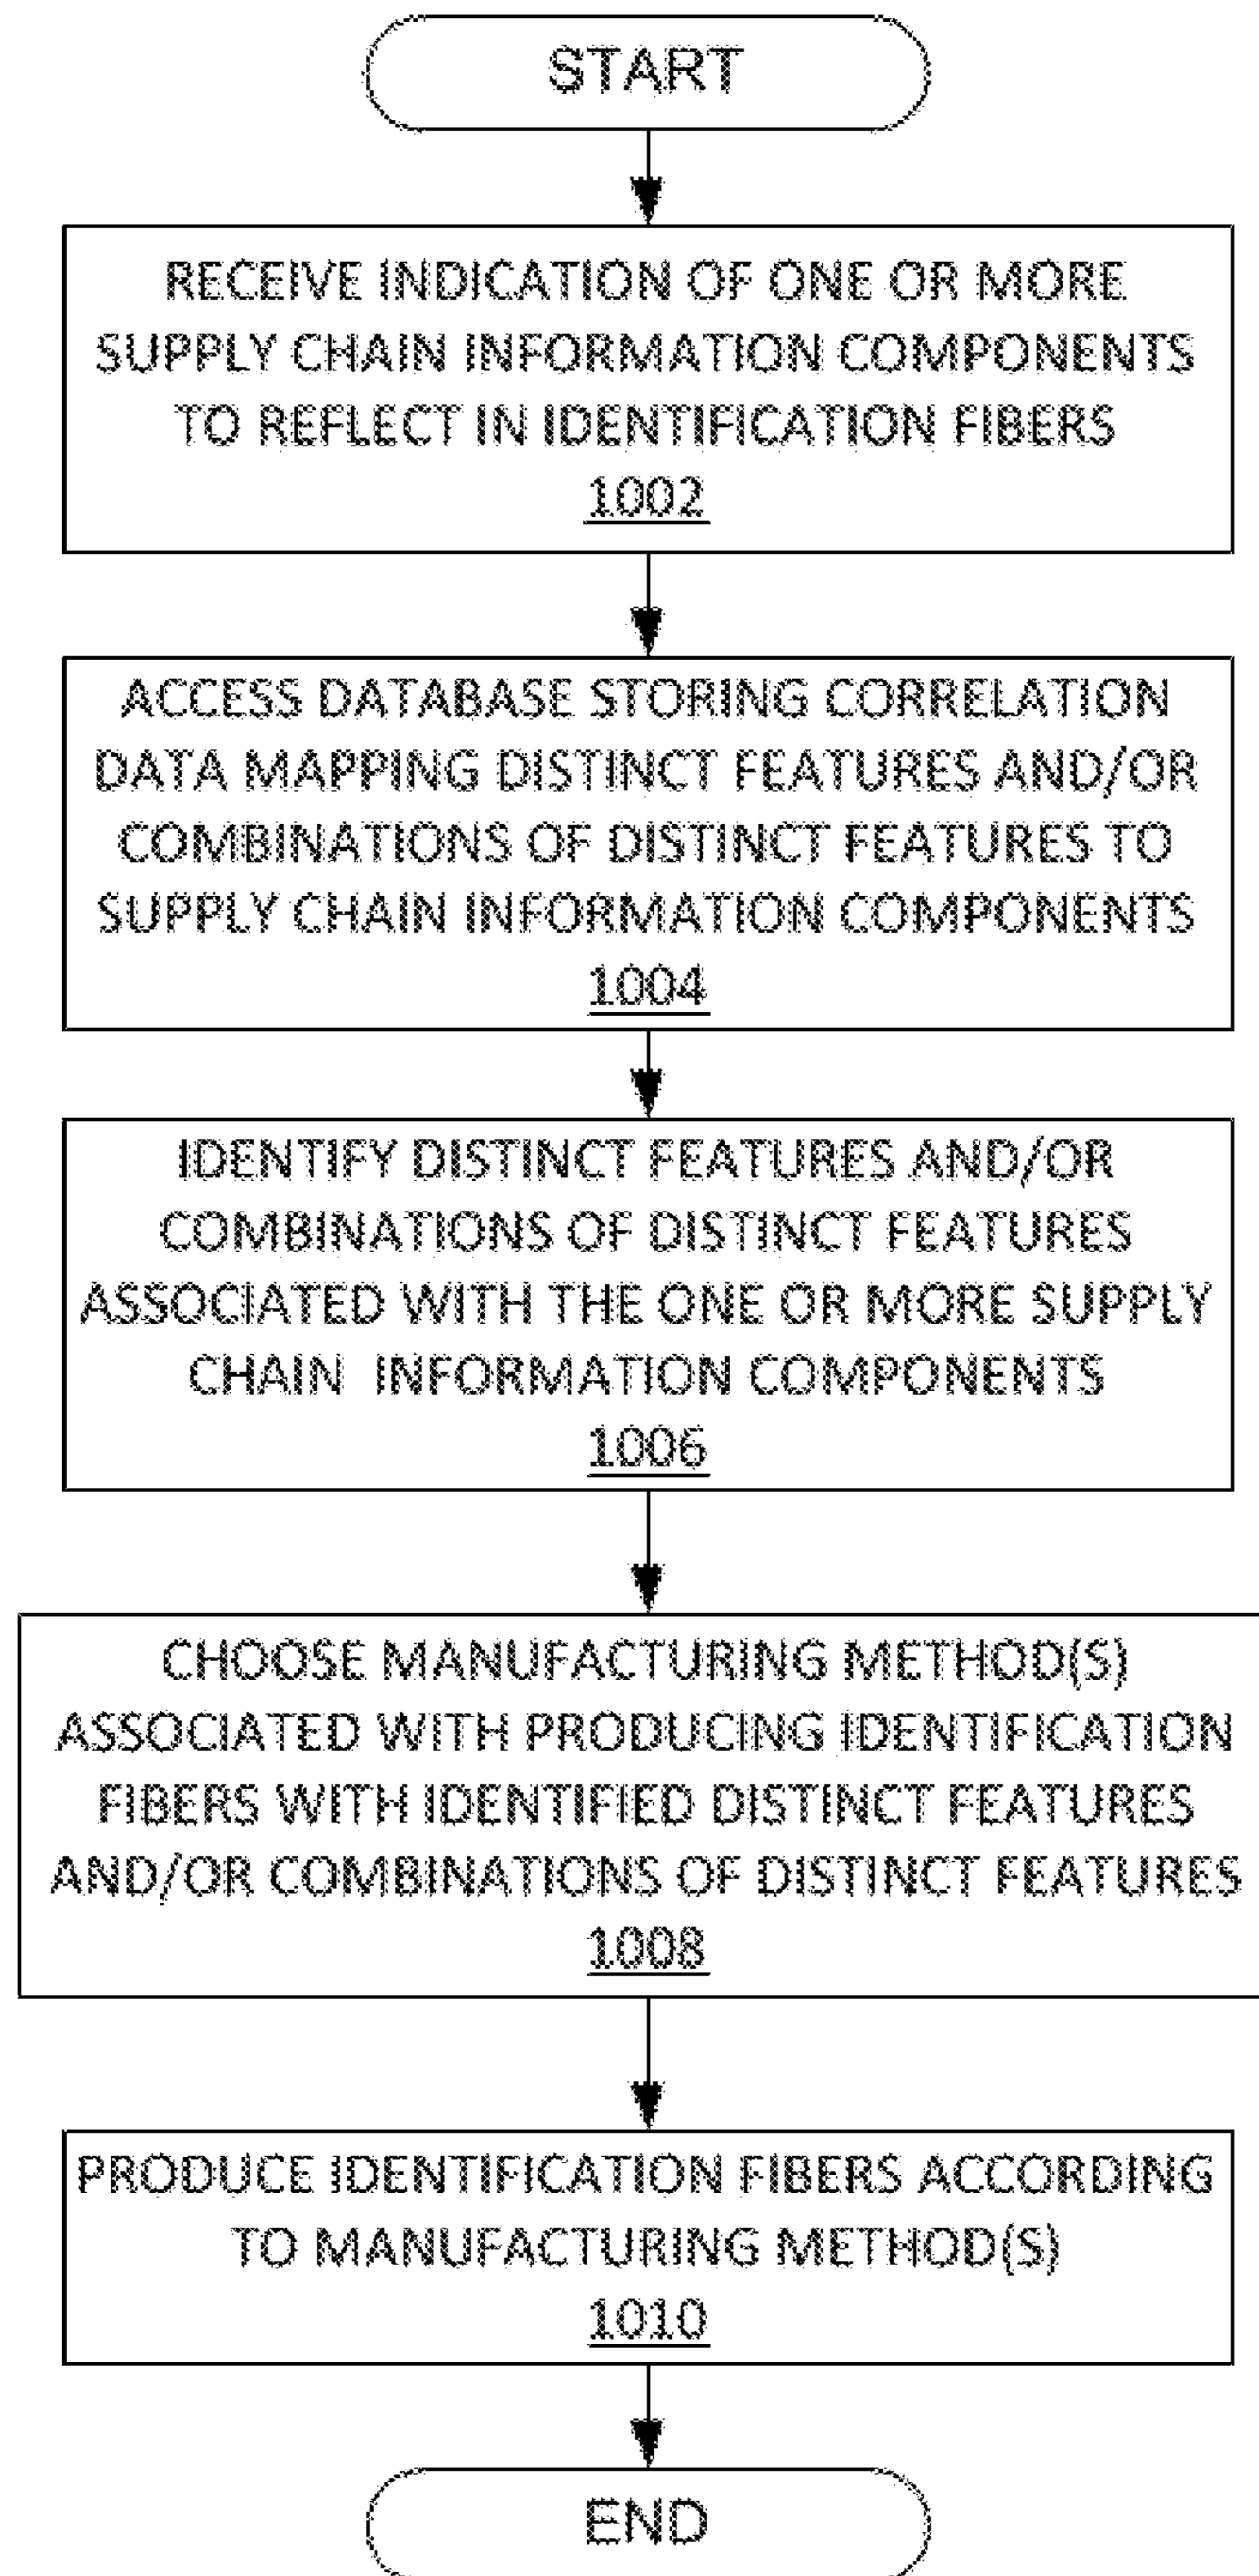 START
RECEIVE INDICATION OF ONE OR MORE
SUPPLY CHAIN INFORMATION COMPONENTS
TO REFLECT IN IDENTIFICATION FIBERS
1002
ACCESS DATABASE STORING CORRELATION
DATA MAPPING DISTINCT FEATURES AND/OR
COMBINATIONS OF DISTINCT FEATURES TO
SUPPLY CHAIN INFORMATION COMPONENTS
1004
IDENTIFY DISTINCT FEATURES AND/OR
COMBINATIONS OF DISTINCT FEATURES
ASSOCIATED WITH THE ONE OR MORE SUPPLY
CHAIN INFORMATION COMPONENTS
1006
CHOOSE MANUFACTURING METHOD(S)
ASSOCIATED WITH PRODUCING IDENTIFICATION
FIBERS WITH IDENTIFIED DISTINCT FEATURES
AND/OR COMBINATIONS OF DISTINCT FEATURES
1008
PRODUCE IDENTIFICATION FIBERS ACCORDING
TO MANUFACTURING METHOD(S)
1010
END